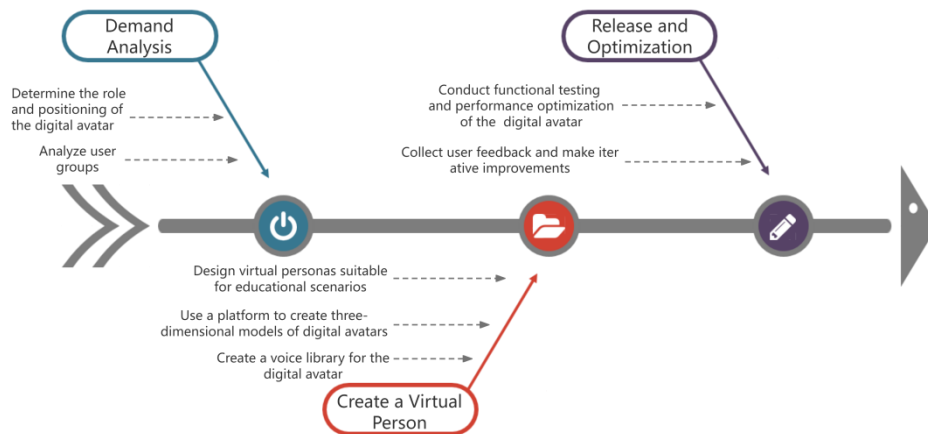 Demand
Analysis
Determine the role
and positioning of
the digital avatar
Analyze user
groups
Release and
Optimization
Conduct functional testing
and performance optimization
of the digital avatar
Collect user feedback and make iter
ative improvements
Design virtual personas suitable
for educational scenarios
Use a platform to create three-
dimensional models of digital avatars
Create a voice library for the
digital avatar
Create a Virtual
Person